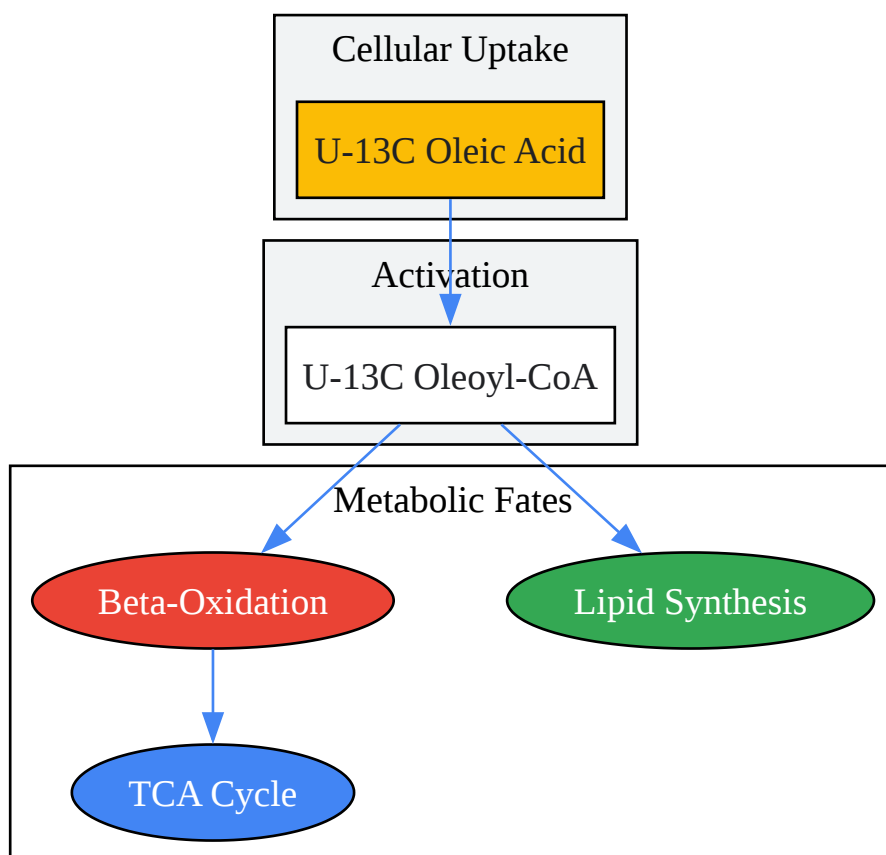 Cellular Uptake
U-13C Oleic Acid
Activation
U-13C Oleoyl-CoA
Metabolic Fates
Beta-Oxidation
Lipid Synthesis
TCA Cycle